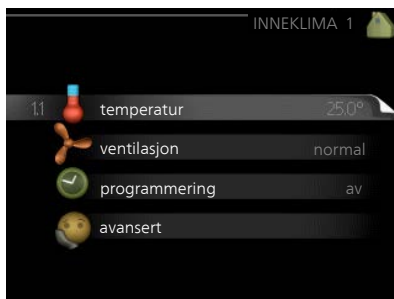 INNEKLIMA 1
1.1 temperatur 25.0°
ventilasjon normal
programmering av
avansert